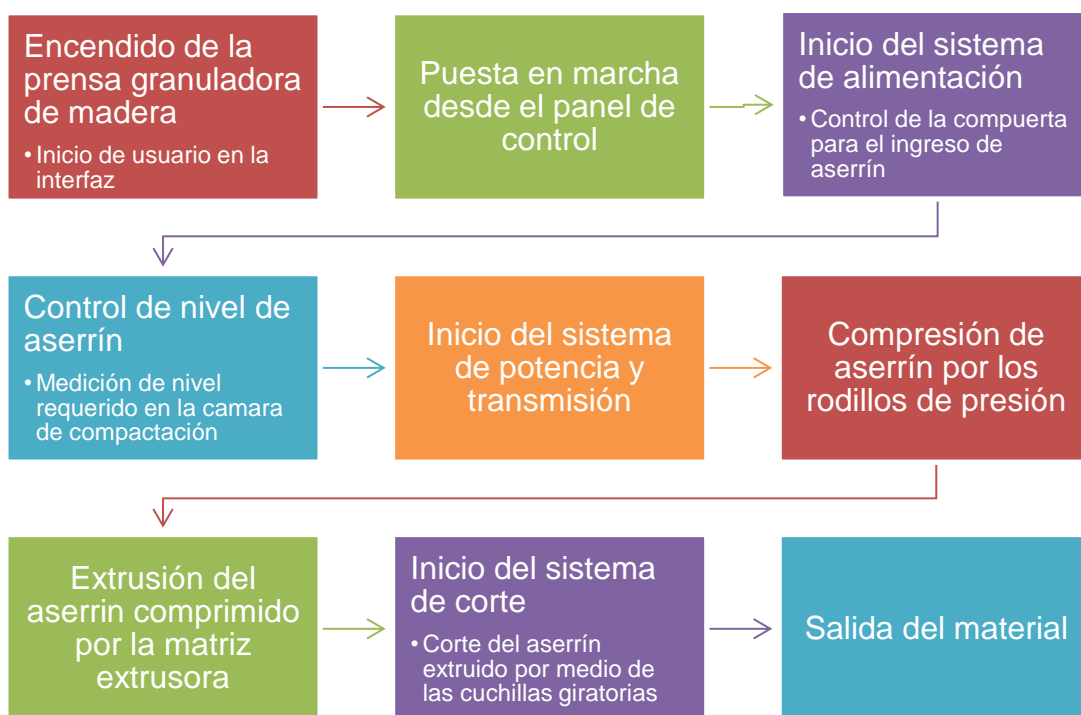 Encendido de la
prensa granuladora
de madera
• Inicio de usuario en la
interfaz
Puesta en marcha
desde el panel de
control
Inicio del sistema
de alimentación
• Control de la compuerta
para el ingreso de
aserrín
Control de nivel de
aserrín
• Medición de nivel
requerido en la camara
de compactación
Inicio del sistema
de potencia y
transmisión
Compresión de
aserrín por los
rodillos de presión
Extrusión del
aserrin comprimido
por la matriz
extrusora
Inicio del sistema
de corte
• Corte del aserrín
extruido por medio de
las cuchillas giratorias
Salida del material